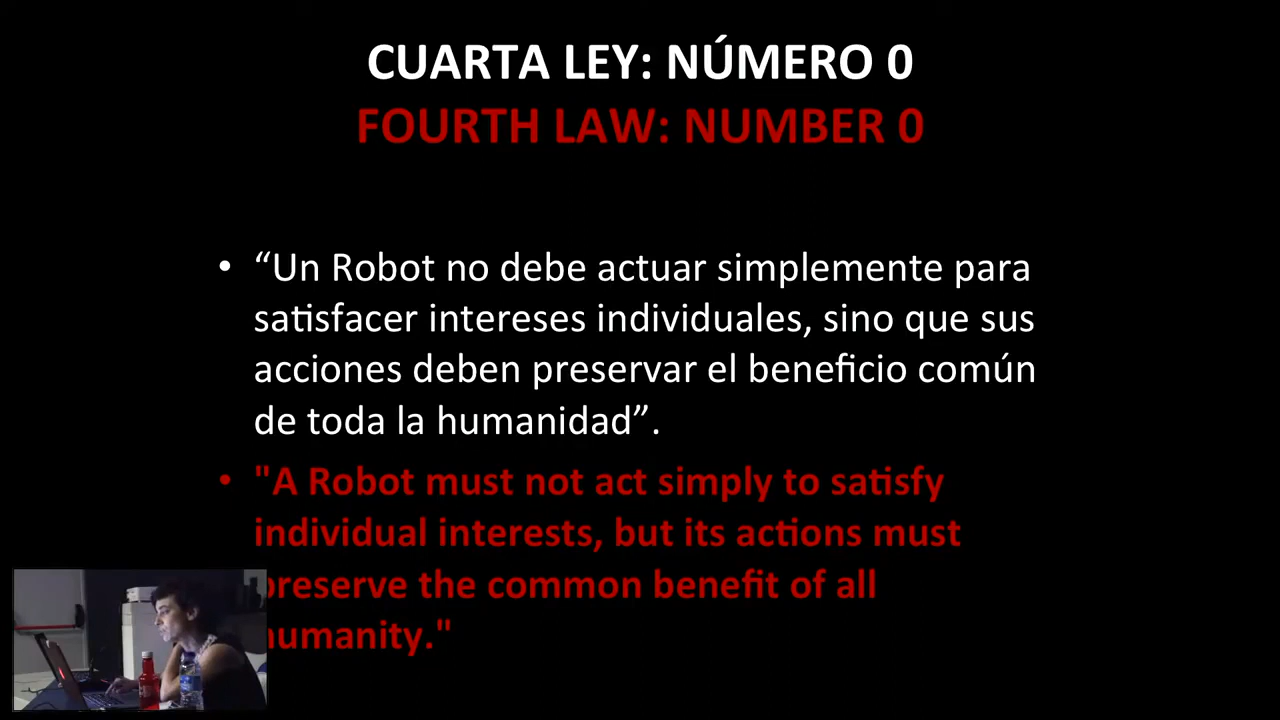 CUARTA LEY: NÚMERO 0
FOURTH LAW: NUMBER 0
• “Un Robot no debe actuar simplemente para
satisfacer intereses individuales, sino que sus
acciones deben preservar el beneficio común
de toda la humanidad”.
• "A Robot must not act simply to satisfy
individual interests, but its actions must
preserve the common benefit of all
humanity."